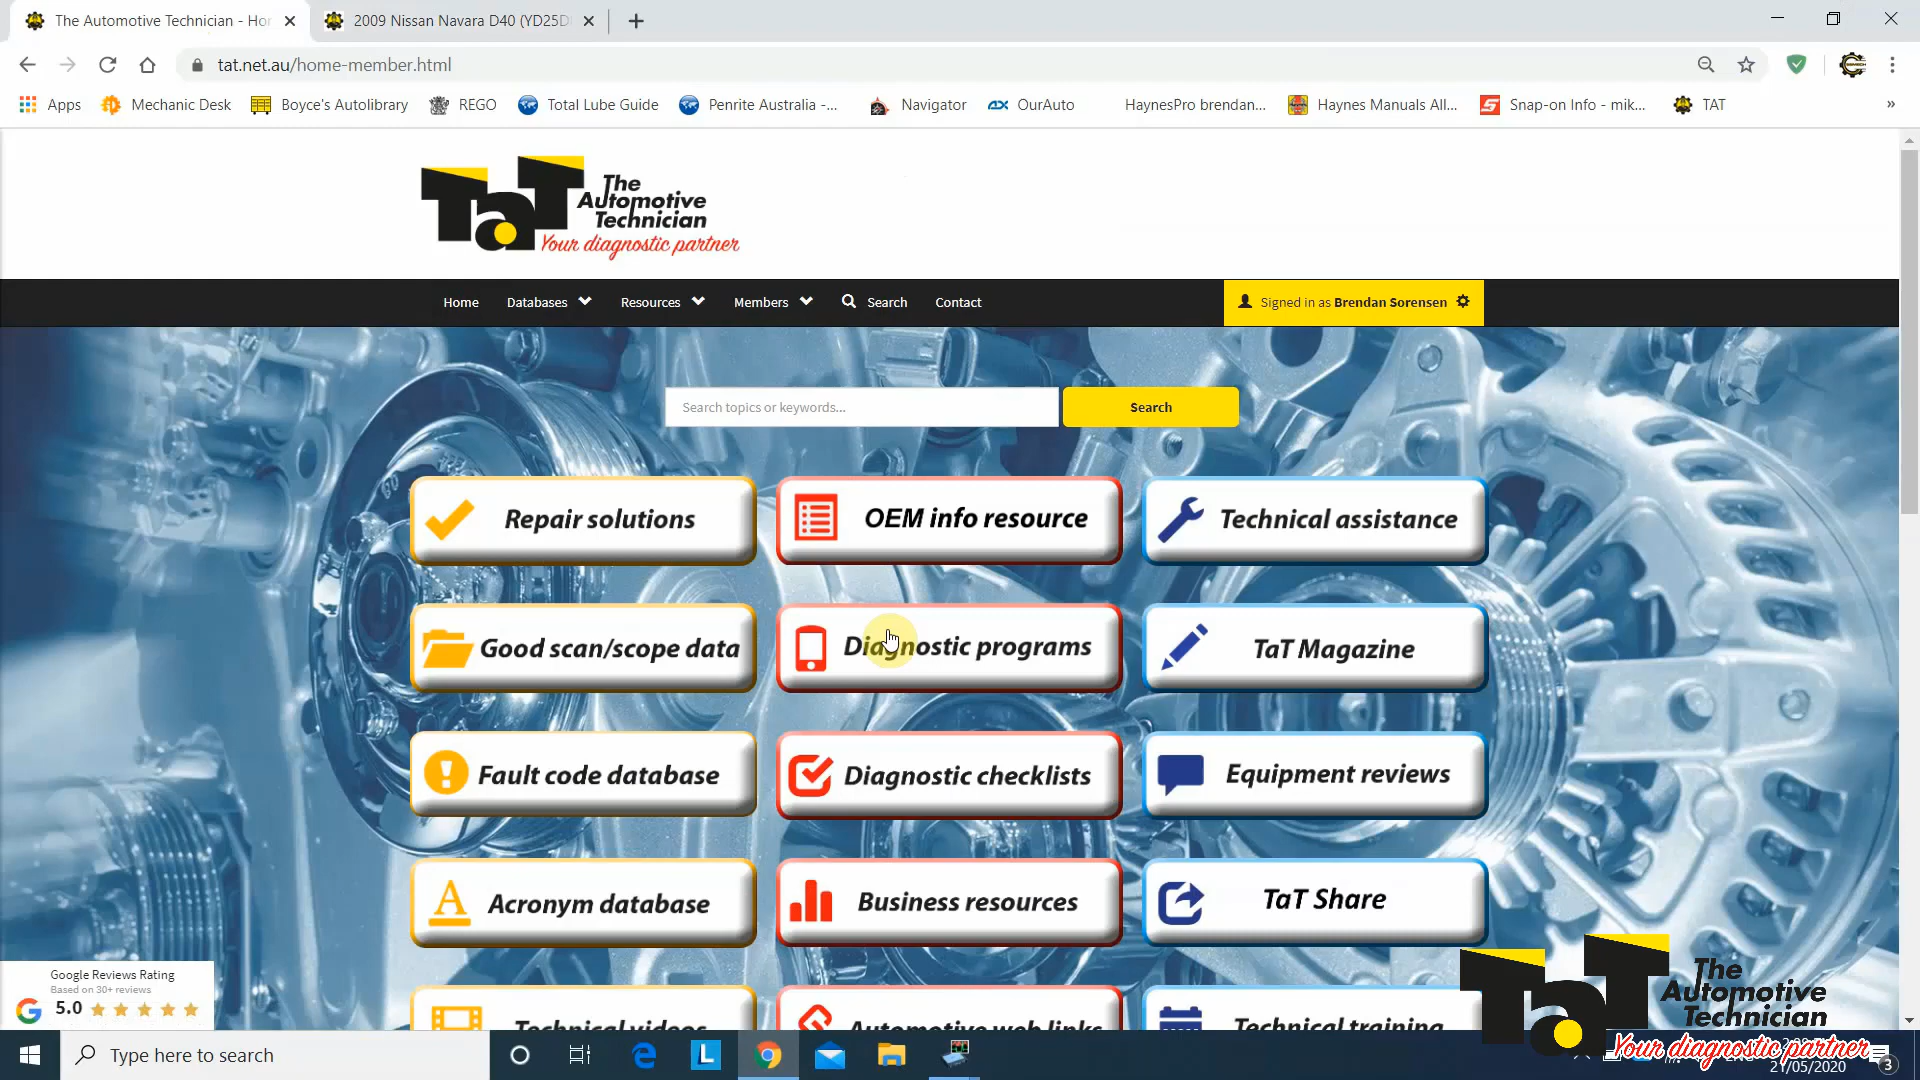 The Automotive Technician - Hor
2009 Nissan Navara D40 (YD25D
tat.net.au/home-member.html
Apps
Mechanic Desk
Boyce's Autolibrary
REGO
Total Lube Guide
Penrite Australia -...
Navigator
OurAuto
HaynesPro brendan...
Haynes Manuals All...
Snap-on Info - mik...
TAT
»
TaT The Automotive Technician
Your diagnostic partner
Home
Databases
Resources
Members
Search
Contact
Signed in as Brendan Sorensen
Search topics or keywords...
Search
Repair solutions
OEM info resource
Technical assistance
Good scan/scope data
Diagnostic programs
TaT Magazine
Fault code database
Diagnostic checklists
Equipment reviews
Acronym database
Business resources
TaT Share
Technical videos
Automotive web links
Technical training
Google Reviews Rating
Based on 30+ reviews
5.0
TaT The Automotive Technician
Your diagnostic partner
Type here to search
21/05/2020
3